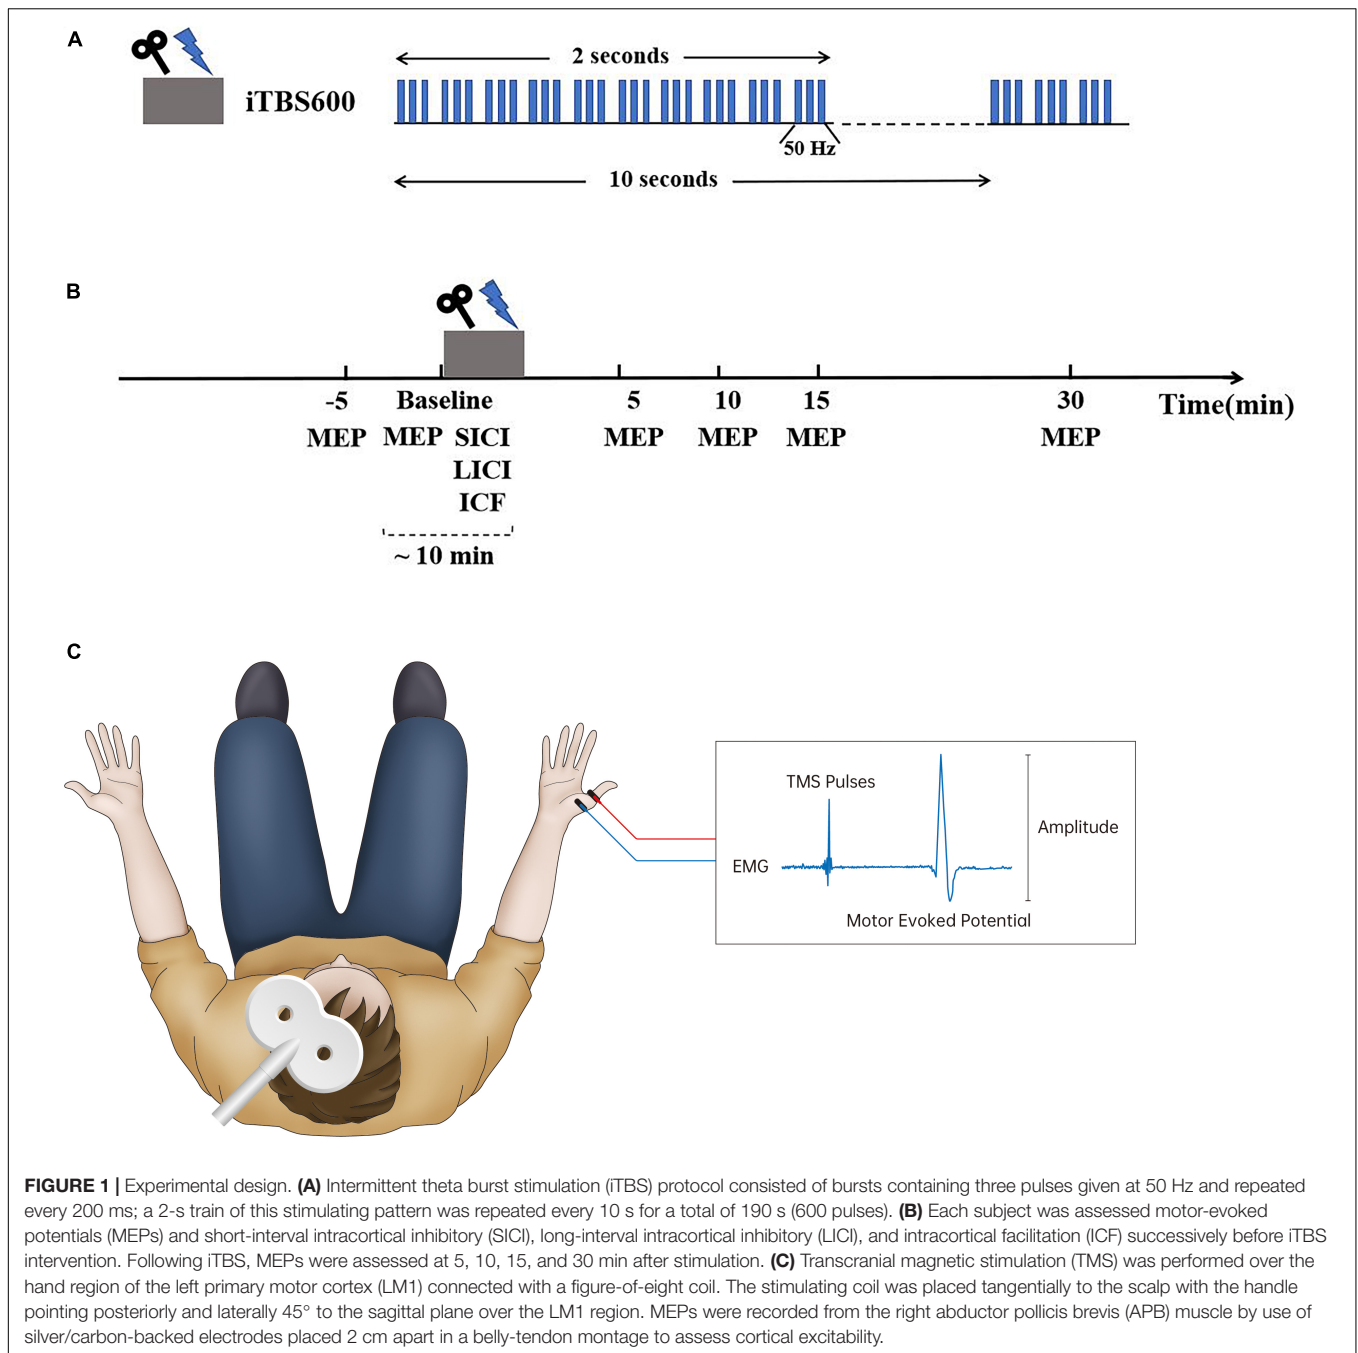 A
2 seconds
iTBS600
50 Hz
10 seconds
B
-5 Baseline 5 10 15 30 Time(min)
MEP MEP SICI MEP MEP MEP MEP
LICI
ICF
~ 10 min
C
TMS Pulses
Amplitude
EMG
Motor Evoked Potential
FIGURE 1 | Experimental design. (A) Intermittent theta burst stimulation (iTBS) protocol consisted of bursts containing three pulses given at 50 Hz and repeated
every 200 ms; a 2-s train of this stimulating pattern was repeated every 10 s for a total of 190 s (600 pulses). (B) Each subject was assessed motor-evoked
potentials (MEPs) and short-interval intracortical inhibitory (SICI), long-interval intracortical inhibitory (LICI), and intracortical facilitation (ICF) successively before iTBS
intervention. Following iTBS, MEPs were assessed at 5, 10, 15, and 30 min after stimulation. (C) Transcranial magnetic stimulation (TMS) was performed over the
hand region of the left primary motor cortex (LM1) connected with a figure-of-eight coil. The stimulating coil was placed tangentially to the scalp with the handle
pointing posteriorly and laterally 45° to the sagittal plane over the LM1 region. MEPs were recorded from the right abductor pollicis brevis (APB) muscle by use of
silver/carbon-backed electrodes placed 2 cm apart in a belly-tendon montage to assess cortical excitability.